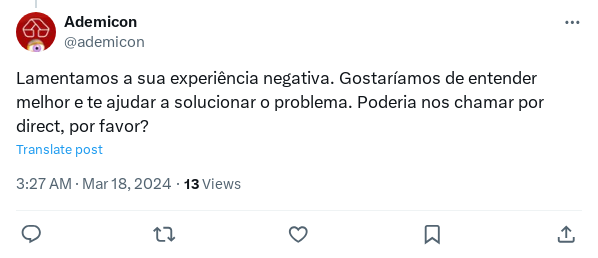 Ademicon
@ademicon
Lamentamos a sua experiência negativa. Gostaríamos de entender
melhor e te ajudar a solucionar o problema. Poderia nos chamar por
direct, por favor?
Translate post
3:27 AM · Mar 18, 2024 · 13 Views